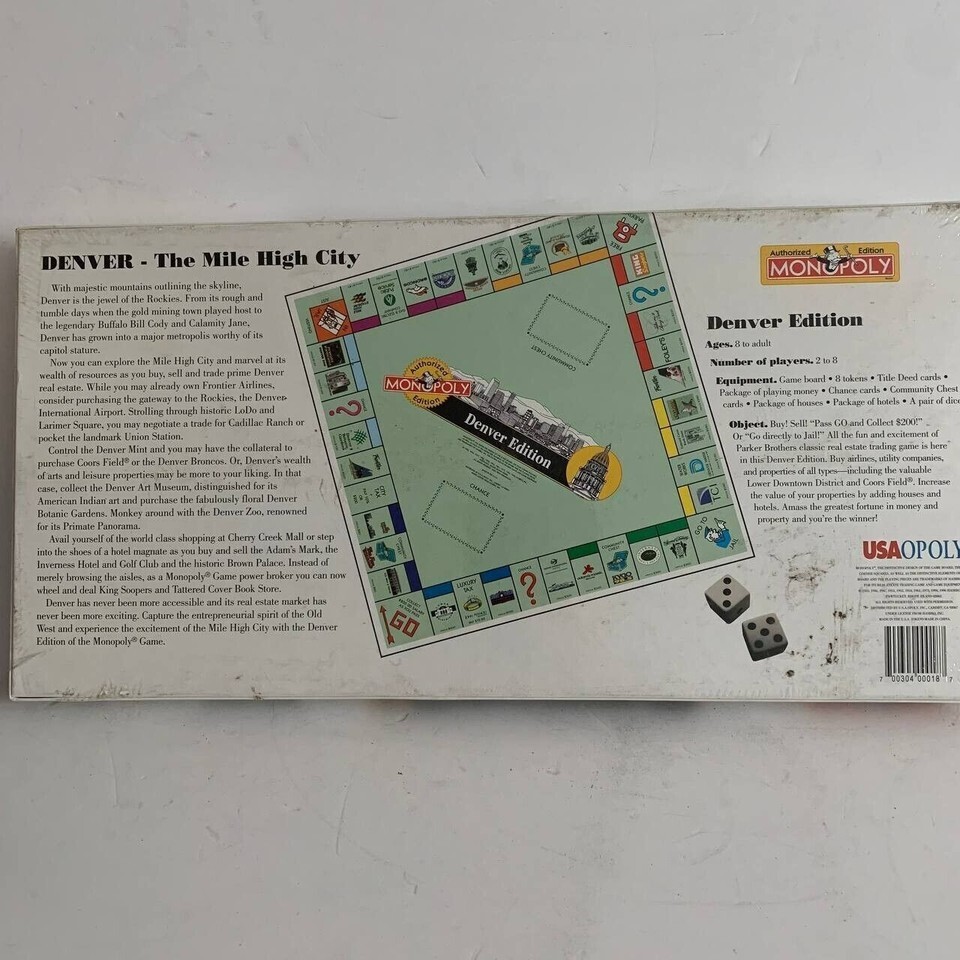 DENVER - The Mile High City
With majestic mountains outlining the skyline,
Denver is the jewel of the Rockies. From its rough and
tumble days when the gold mining town played host to
the legendary Buffalo Bill Cody and Calamity Jane,
Denver has grown into a major metropolis worthy of its
capitol stature.
Now you can explore the Mile High City and marvel at its
wealth of resources as you buy, sell and trade prime Denver
real estate. While you may already own Frontier Airlines,
consider purchasing the gateway to the Rockies, the Denver
International Airport. Strolling through historic LoDo and
Larimer Square, you may negotiate a trade for Cadillac Ranch or
pocket the landmark Union Station.
Control the Denver Mint and you may have the collateral to
purchase Coors Field® or the Denver Broncos. Or, Denver's wealth
of arts and leisure properties may be more to your liking. In that
case, collect the Denver Art Museum, distinguished for its
American Indian art and purchase the fabulously floral Denver
Botanic Gardens. Monkey around with the Denver Zoo, renowned
for its Primate Panorama.
Avail yourself of the world class shopping at Cherry Creek Mall or step
into the shoes of a hotel magnate as you buy and sell the Adam's Mark, the
Inverness Hotel and Golf Club and the historic Brown Palace. Instead of
merely browsing the aisles, as a Monopoly® Game power broker you can now
wheel and deal King Soopers and Tattered Cover Book Store.
Denver has never been more accessible and its real estate market has
never been more exciting. Capture the entrepreneurial spirit of the Old
West and experience the excitement of the Mile High City with the Denver
Edition of the Monopoly® Game.
FREE
PARKING
KING
FOLEY'S
COMMUNITY CHEST
Authorized
MONOPOLY
Edition
Denver Edition
CHANCE
TCI
GO TO
JAIL
COMMUNITY
CHEST
CHANCE
LUXURY
TAX
GO
Authorized Edition
MONOPOLY
Denver Edition
Ages. 8 to adult
Number of players. 2 to 8
Equipment. Game board • 8 tokens • Title Deed cards •
Package of playing money • Chance cards • Community Chest
cards • Package of houses • Package of hotels • A pair of dice
Object. Buy! Sell! "Pass GO and Collect $200!"
Or "Go directly to Jail!" All the fun and excitement of
Parker Brothers classic real estate trading game is here
in this Denver Edition. Buy airlines, utility companies,
and properties of all types—including the valuable
Lower Downtown District and Coors Field®. Increase
the value of your properties by adding houses and
hotels. Amass the greatest fortune in money and
property and you're the winner!
USAOPOLY
7 00304 00018 7